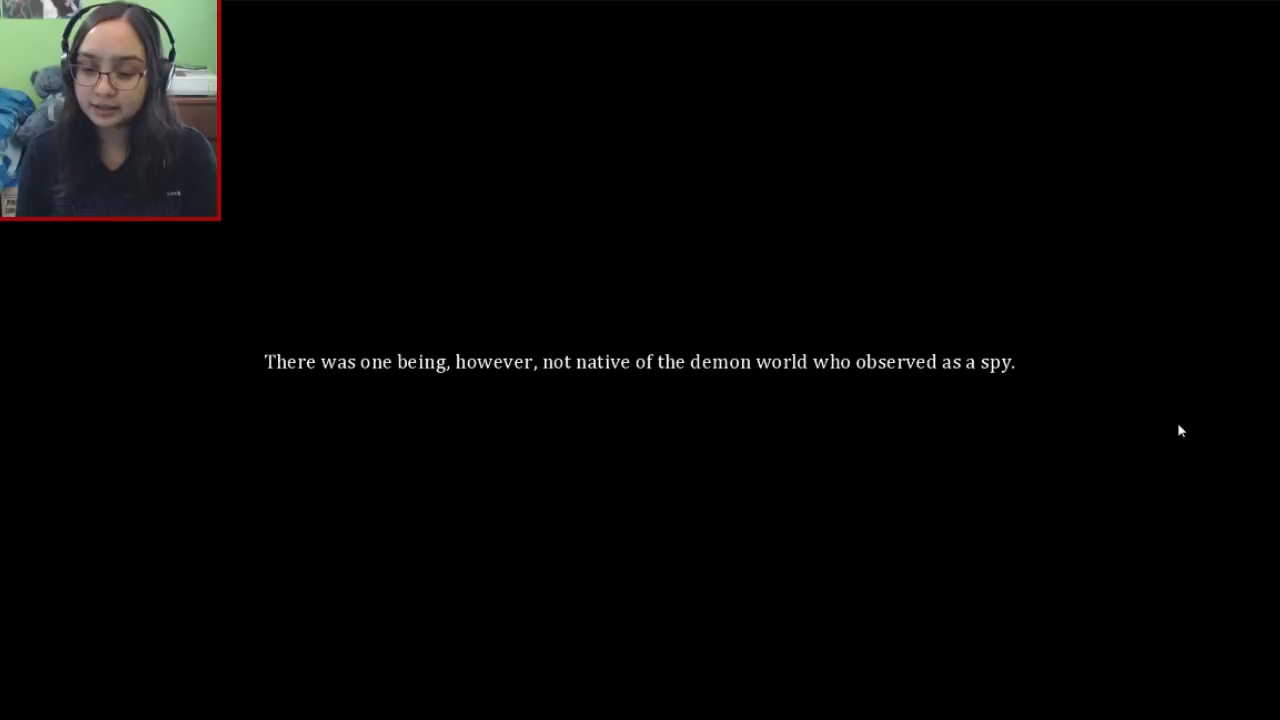 There was one being, however, not native of the demon world who observed as a spy.